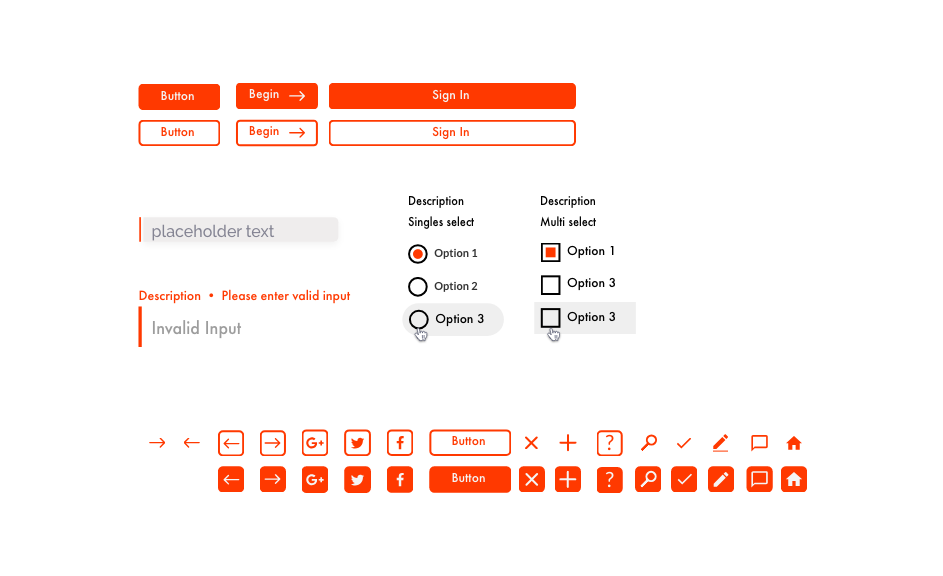 Button
Begin
Sign In
Button
Begin
Sign In
Description
Singles select
Option 1
Option 2
Option 3
Description
Multi select
Option 1
Option 3
Option 3
placeholder text
Description • Please enter valid input
Invalid Input
G+
f
Button
?
G+
f
Button
?